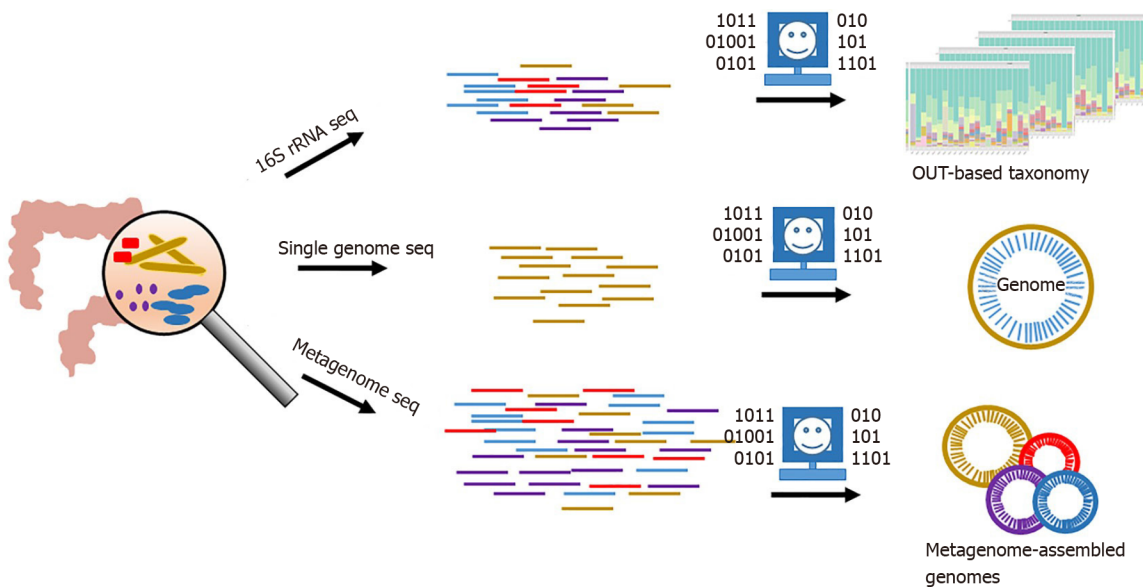 1011 010
01001 101
0101 1101
16S rRNA seq
OUT-based taxonomy
1011 010
01001 101
0101 1101
Single genome seq
Genome
Metagenome seq
1011 010
01001 101
0101 1101
Metagenome-assembled
genomes